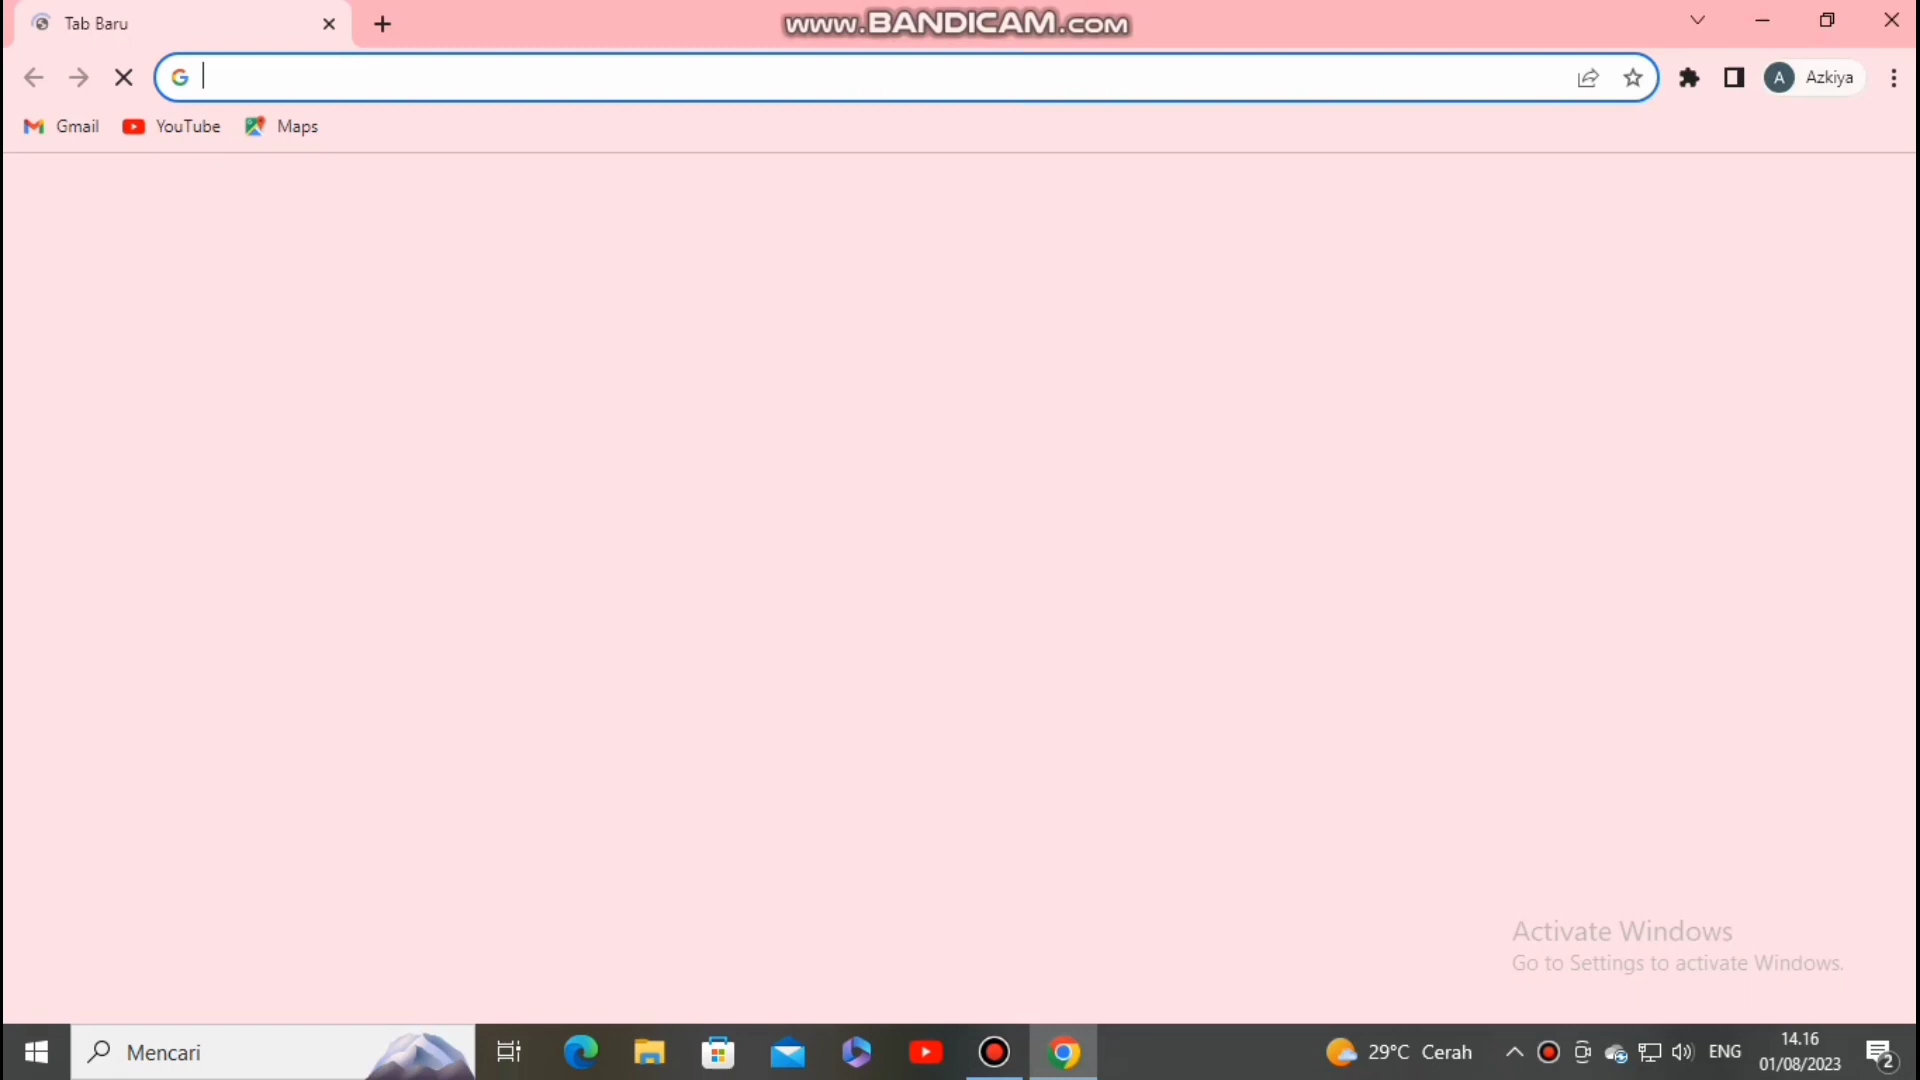 Tab Baru
www.BANDICAM.com
A Azkiya
Gmail YouTube Maps
Activate Windows
Go to Settings to activate Windows.
Mencari
29°C Cerah
ENG
14.16
01/08/2023
2